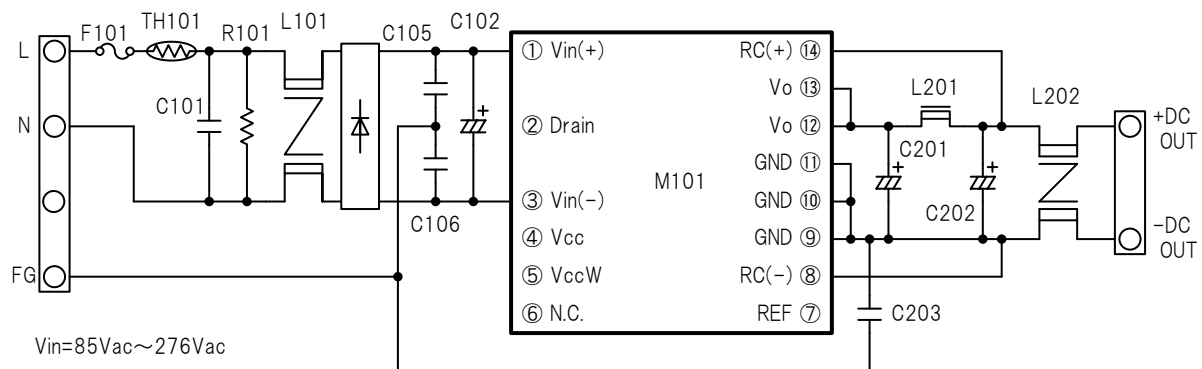 F101
TH101
R101
L101
C105
C102
L
N
FG
C101
C106
① Vin(+)
② Drain
③ Vin(-)
④ Vcc
⑤ VccW
⑥ N.C.
M101
RC(+) ⑭
Vo ⑬
Vo ⑫
GND ⑪
GND ⑩
GND ⑨
RC(-) ⑧
REF ⑦
L201
L202
C201
C202
C203
+
+
+
+DC
OUT
-DC
OUT
Vin=85Vac～276Vac